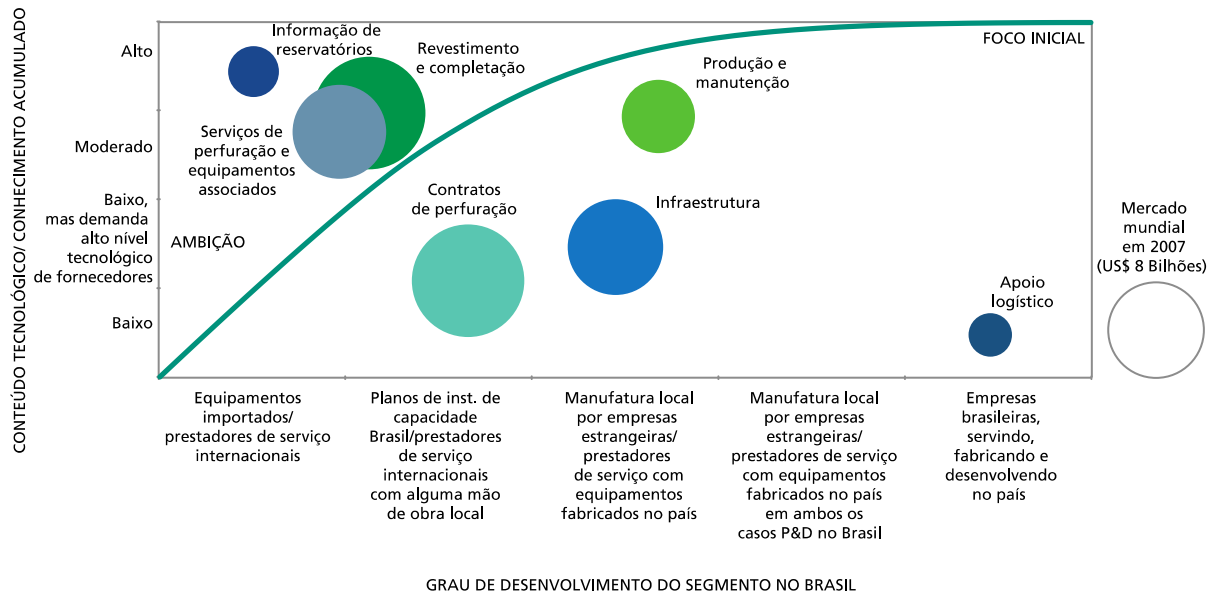 CONTEÚDO TECNOLÓGICO/ CONHECIMENTO ACUMULADO
Alto
Moderado
Baixo,
mas demanda
alto nível
tecnológico
de fornecedores
Baixo
Informação de
reservatórios
Revestimento
e completação
Serviços de
perfuração e
equipamentos
associados
AMBIÇÃO
Contratos
de perfuração
Produção e
manutenção
Infraestrutura
FOCO INICIAL
Apoio
logístico
Mercado
mundial
em 2007
(US$ 8 Bilhões)
Equipamentos
importados/
prestadores de serviço
internacionais
Planos de inst. de
capacidade
Brasil/prestadores
de serviço
internacionais
com alguma mão
de obra local
Manufatura local
por empresas
estrangeiras/
prestadores
de serviço com
equipamentos
fabricados no país
Manufatura local
por empresas
estrangeiras/
prestadores de serviço
com equipamentos
fabricados no país
em ambos os
casos P&D no Brasil
Empresas
brasileiras,
servindo,
fabricando e
desenvolvendo
no país
GRAU DE DESENVOLVIMENTO DO SEGMENTO NO BRASIL